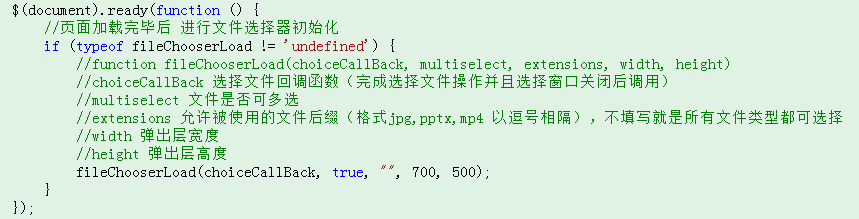 $(document).ready(function () {
//页面加载完毕后 进行文件选择器初始化
if (typeof fileChooserLoad != 'undefined') {
//function fileChooserLoad(choiceCallBack, multiselect, extensions, width, height)
//choiceCallBack 选择文件回调函数（完成选择文件操作并且选择窗口关闭后调用）
//multiselect 文件是否可多选
//extensions 允许被使用的文件后缀（格式jpg,pptx,mp4 以逗号相隔）,不填写就是所有文件类型都可选择
//width 弹出层宽度
//height 弹出层高度
fileChooserLoad(choiceCallBack, true, "", 700, 500);
}
});